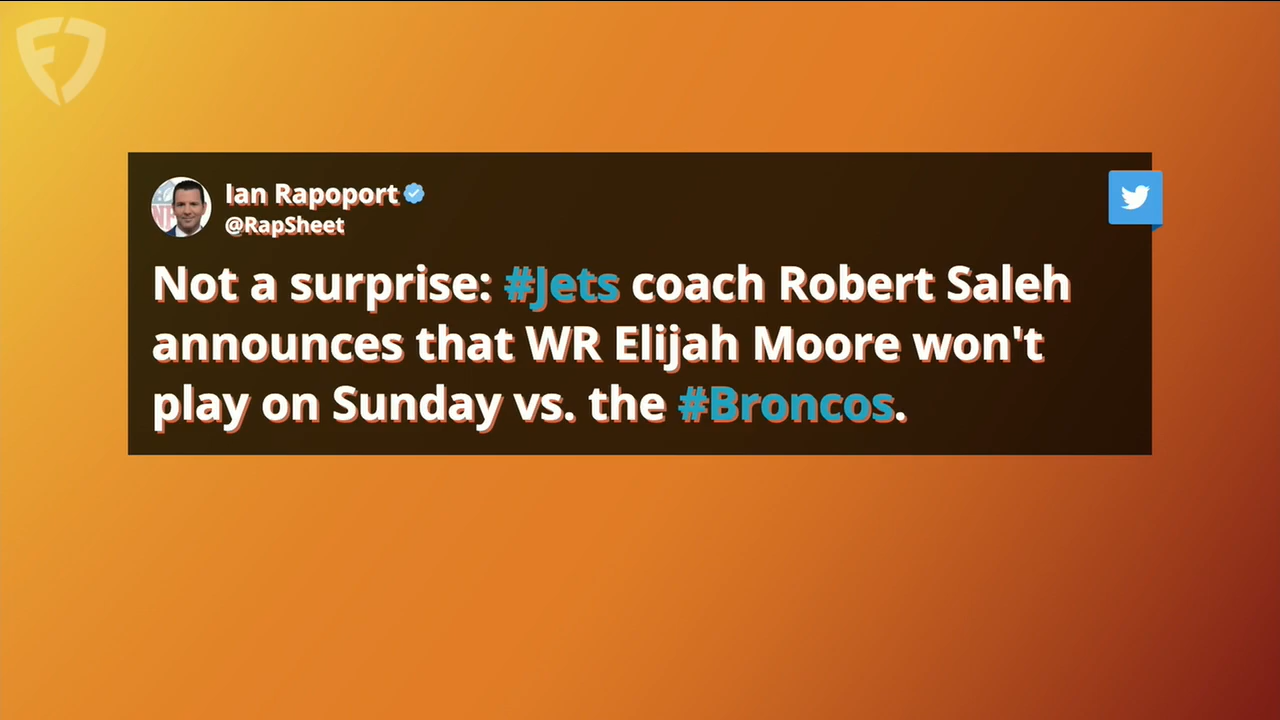 Ian Rapoport
@RapSheet
Not a surprise: #Jets coach Robert Saleh
announces that WR Elijah Moore won't
play on Sunday vs. the #Broncos.